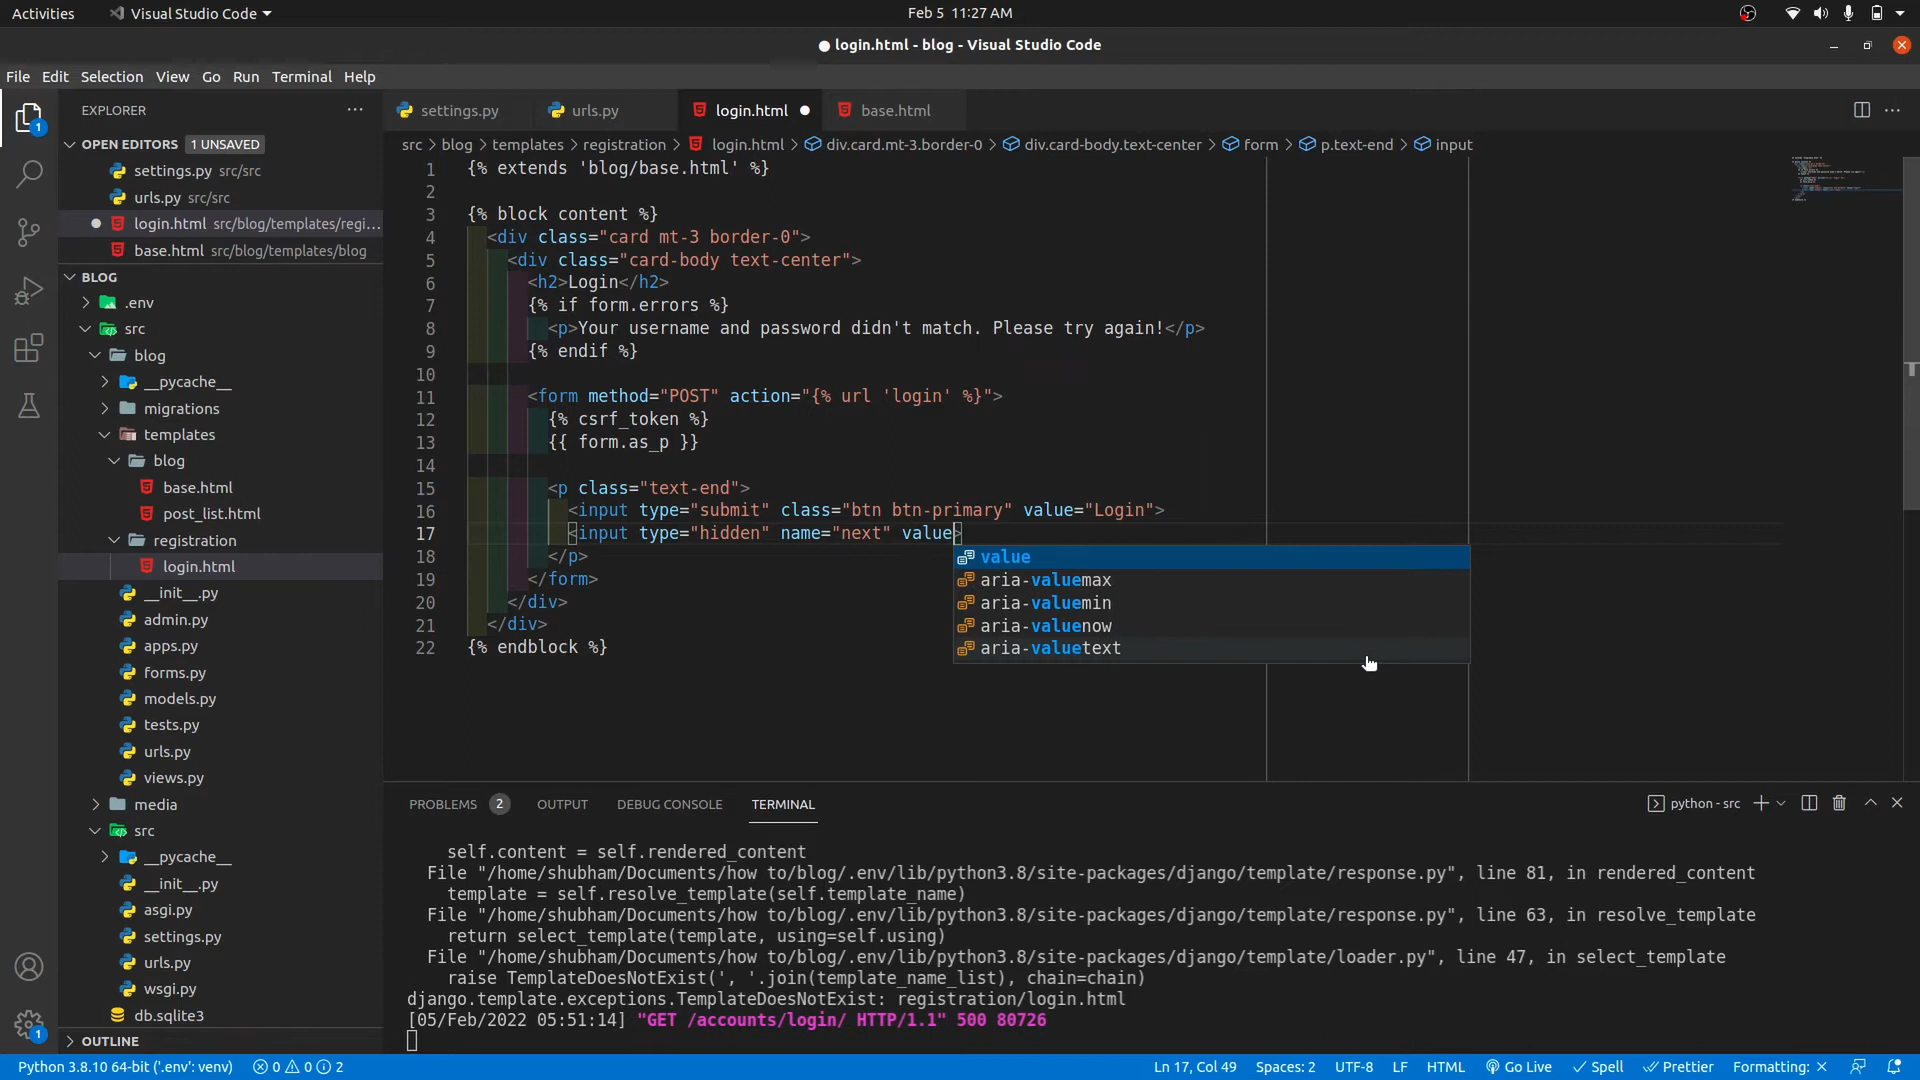 Activities
Visual Studio Code
Feb 5 11:27 AM
● login.html - blog - Visual Studio Code
File Edit Selection View Go Run Terminal Help
EXPLORER
OPEN EDITORS 1 UNSAVED
settings.py src/src
urls.py src/src
login.html src/blog/templates/regi...
base.html src/blog/templates/blog
BLOG
.env
src
blog
__pycache__
migrations
templates
blog
base.html
post_list.html
registration
login.html
__init__.py
admin.py
apps.py
forms.py
models.py
tests.py
urls.py
views.py
media
src
__pycache__
__init__.py
asgi.py
settings.py
urls.py
wsgi.py
db.sqlite3
OUTLINE
1
1
settings.py
urls.py
login.html
base.html
src > blog > templates > registration > login.html > div.card.mt-3.border-0 > div.card-body.text-center > form > p.text-end > input
1 {% extends 'blog/base.html' %}
2
3 {% block content %}
4 <div class="card mt-3 border-0">
5 <div class="card-body text-center">
6 <h2>Login</h2>
7 {% if form.errors %}
8 <p>Your username and password didn't match. Please try again!</p>
9 {% endif %}
10
11 <form method="POST" action="{% url 'login' %}">
12 {% csrf_token %}
13 {{ form.as_p }}
14
15 <p class="text-end">
16 <input type="submit" class="btn btn-primary" value="Login">
17 <input type="hidden" name="next" value>
18 </p>
19 </form>
20 </div>
21 </div>
22 {% endblock %}
value
aria-valuemax
aria-valuemin
aria-valuenow
aria-valuetext
PROBLEMS 2 OUTPUT DEBUG CONSOLE TERMINAL
python - src
self.content = self.rendered_content
File "/home/shubham/Documents/how to/blog/.env/lib/python3.8/site-packages/django/template/response.py", line 81, in rendered_content
template = self.resolve_template(self.template_name)
File "/home/shubham/Documents/how to/blog/.env/lib/python3.8/site-packages/django/template/response.py", line 63, in resolve_template
return select_template(template, using=self.using)
File "/home/shubham/Documents/how to/blog/.env/lib/python3.8/site-packages/django/template/loader.py", line 47, in select_template
raise TemplateDoesNotExist(', '.join(template_name_list), chain=chain)
django.template.exceptions.TemplateDoesNotExist: registration/login.html
[05/Feb/2022 05:51:14] "GET /accounts/login/ HTTP/1.1" 500 80726
Python 3.8.10 64-bit ('.env': venv) 0 0 2
Ln 17, Col 49 Spaces: 2 UTF-8 LF HTML Go Live Spell Prettier Formatting: ×